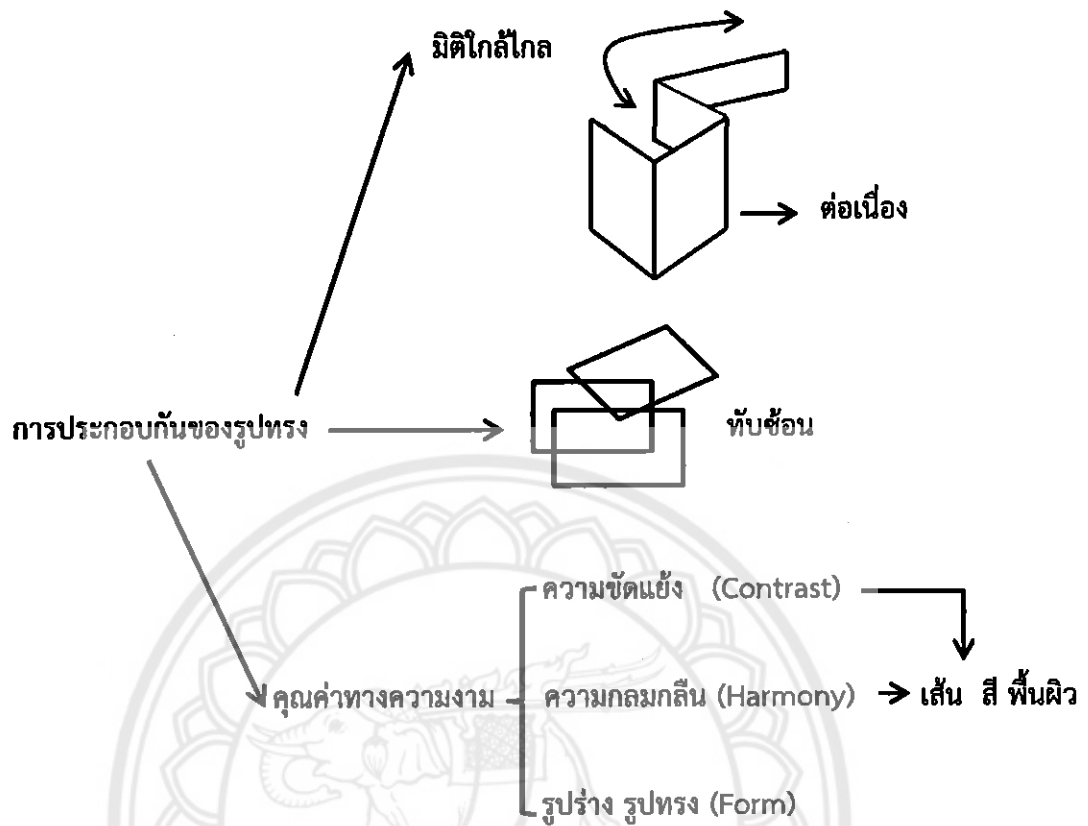 มิติใกล้ไกล
ต่อเนื่อง
การประกอบกันของรูปทรง
ทับซ้อน
ความขัดแย้ง (Contrast)
คุณค่าทางความงาม
ความกลมกลืน (Harmony)
เส้น สี พื้นผิว
รูปร่าง รูปทรง (Form)